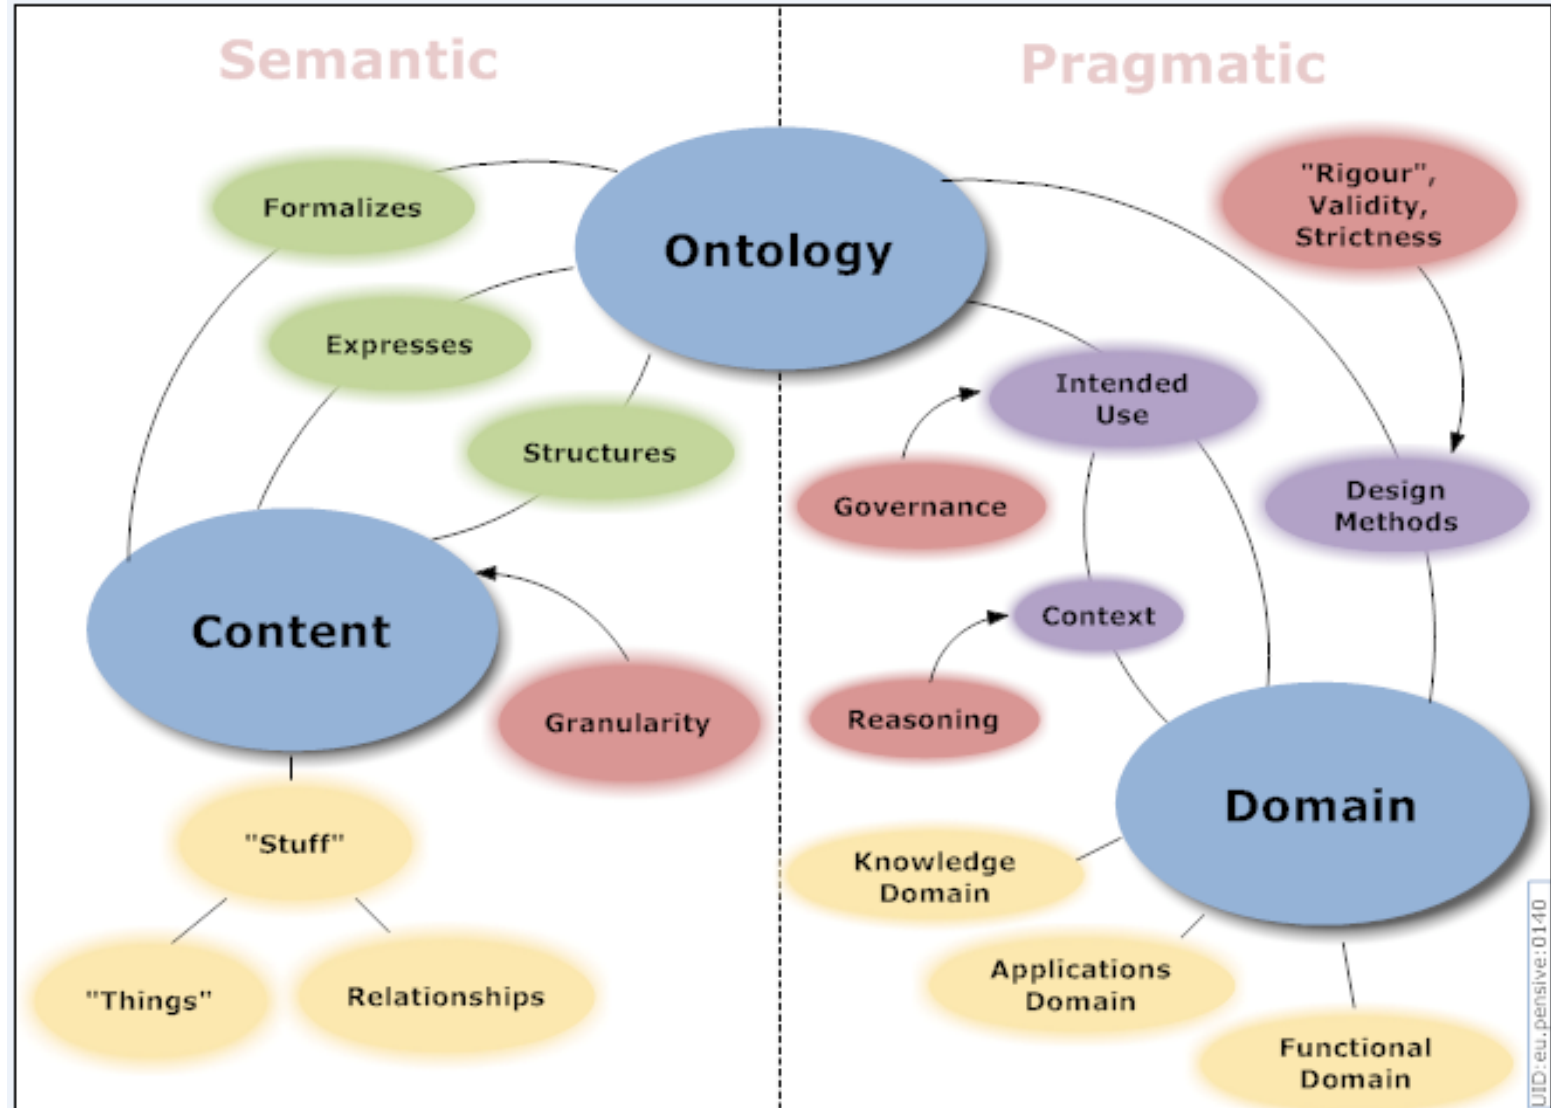 Semantic
Pragmatic
Ontology
Formalizes
Expresses
Structures
Content
Granularity
"Stuff"
"Things"
Relationships
"Rigour",
Validity,
Strictness
Intended
Use
Governance
Design
Methods
Context
Reasoning
Domain
Knowledge
Domain
Applications
Domain
Functional
Domain
UID:eu.pensive:0140